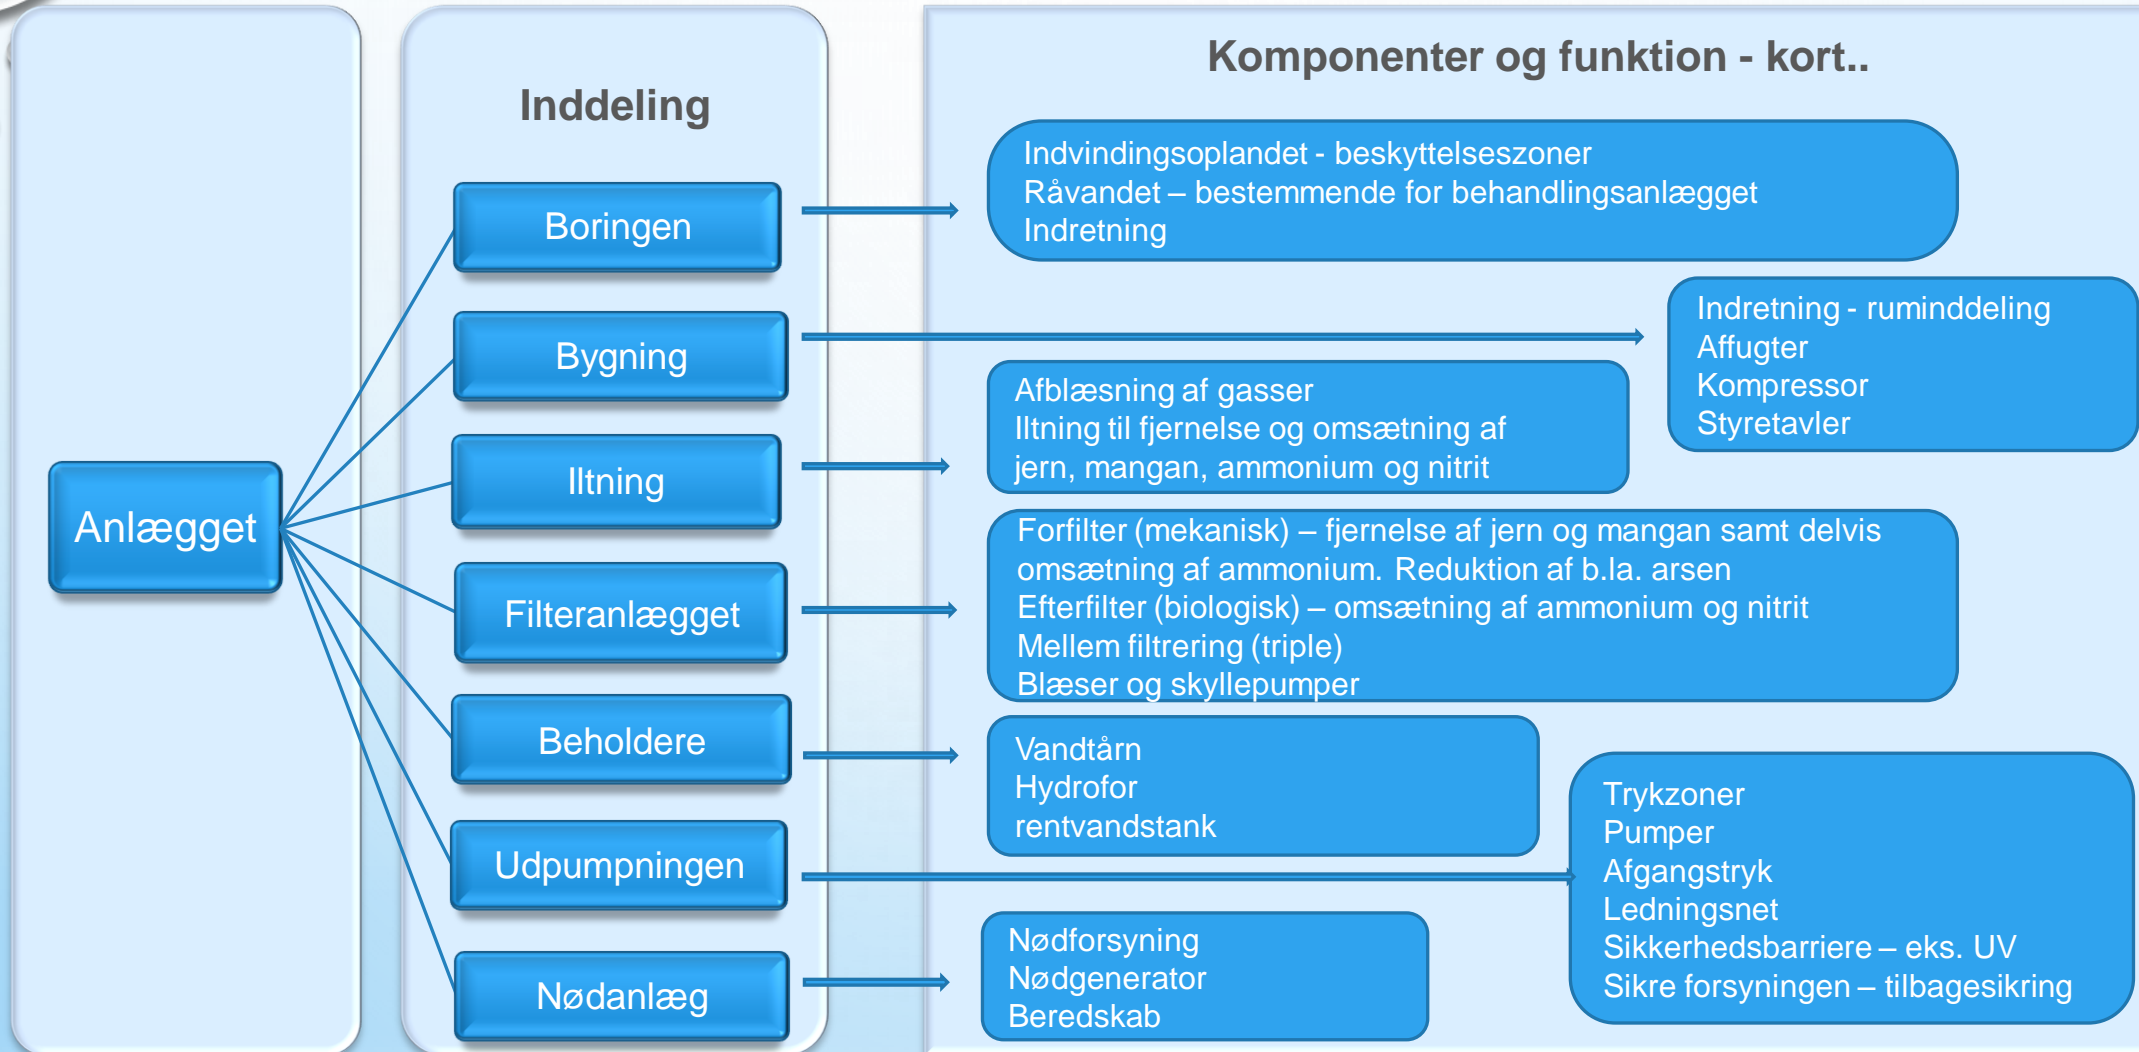 Komponenter og funktion - kort..
Inddeling
Anlægget
Boringen
Indvindingsoplandet - beskyttelseszoner
Råvandet – bestemmende for behandlingsanlægget
Indretning
Bygning
Indretning - ruminddeling
Affugter
Kompressor
Styretavler
Iltning
Afblæsning af gasser
Iltning til fjernelse og omsætning af
jern, mangan, ammonium og nitrit
Filteranlægget
Forfilter (mekanisk) – fjernelse af jern og mangan samt delvis
omsætning af ammonium. Reduktion af b.la. arsen
Efterfilter (biologisk) – omsætning af ammonium og nitrit
Mellem filtrering (triple)
Blæser og skyllepumper
Beholdere
Vandtårn
Hydrofor
rentvandstank
Udpumpningen
Trykzoner
Pumper
Afgangstryk
Ledningsnet
Sikkerhedsbarriere – eks. UV
Sikre forsyningen – tilbagesikring
Nødanlæg
Nødforsyning
Nødgenerator
Beredskab